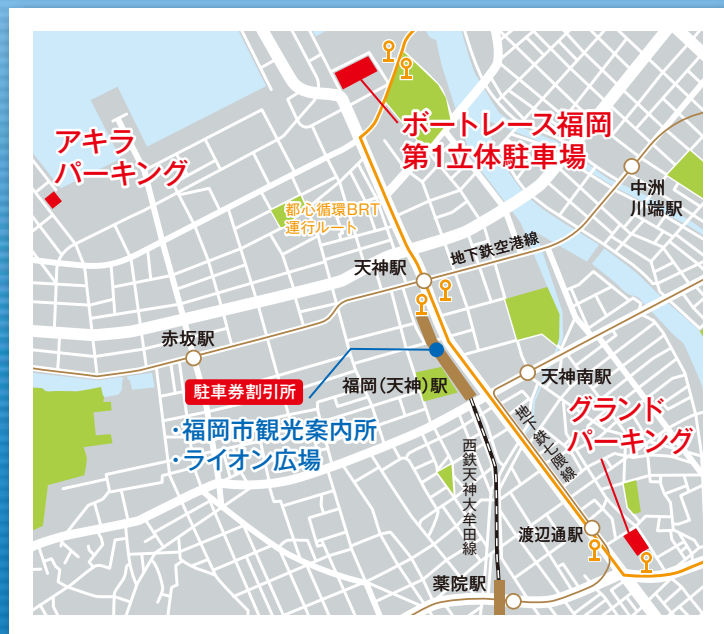 アキラ
パーキング
ボートレース福岡
第1立体駐車場
中洲
川端駅
都心循環BRT
運行ルート
地下鉄空港線
天神駅
赤坂駅
駐車券割引所
福岡(天神)駅
天神南駅
・福岡市観光案内所
・ライオン広場
グランド
パーキング
地下鉄七隈線
西鉄天神大牟田線
渡辺通駅
薬院駅